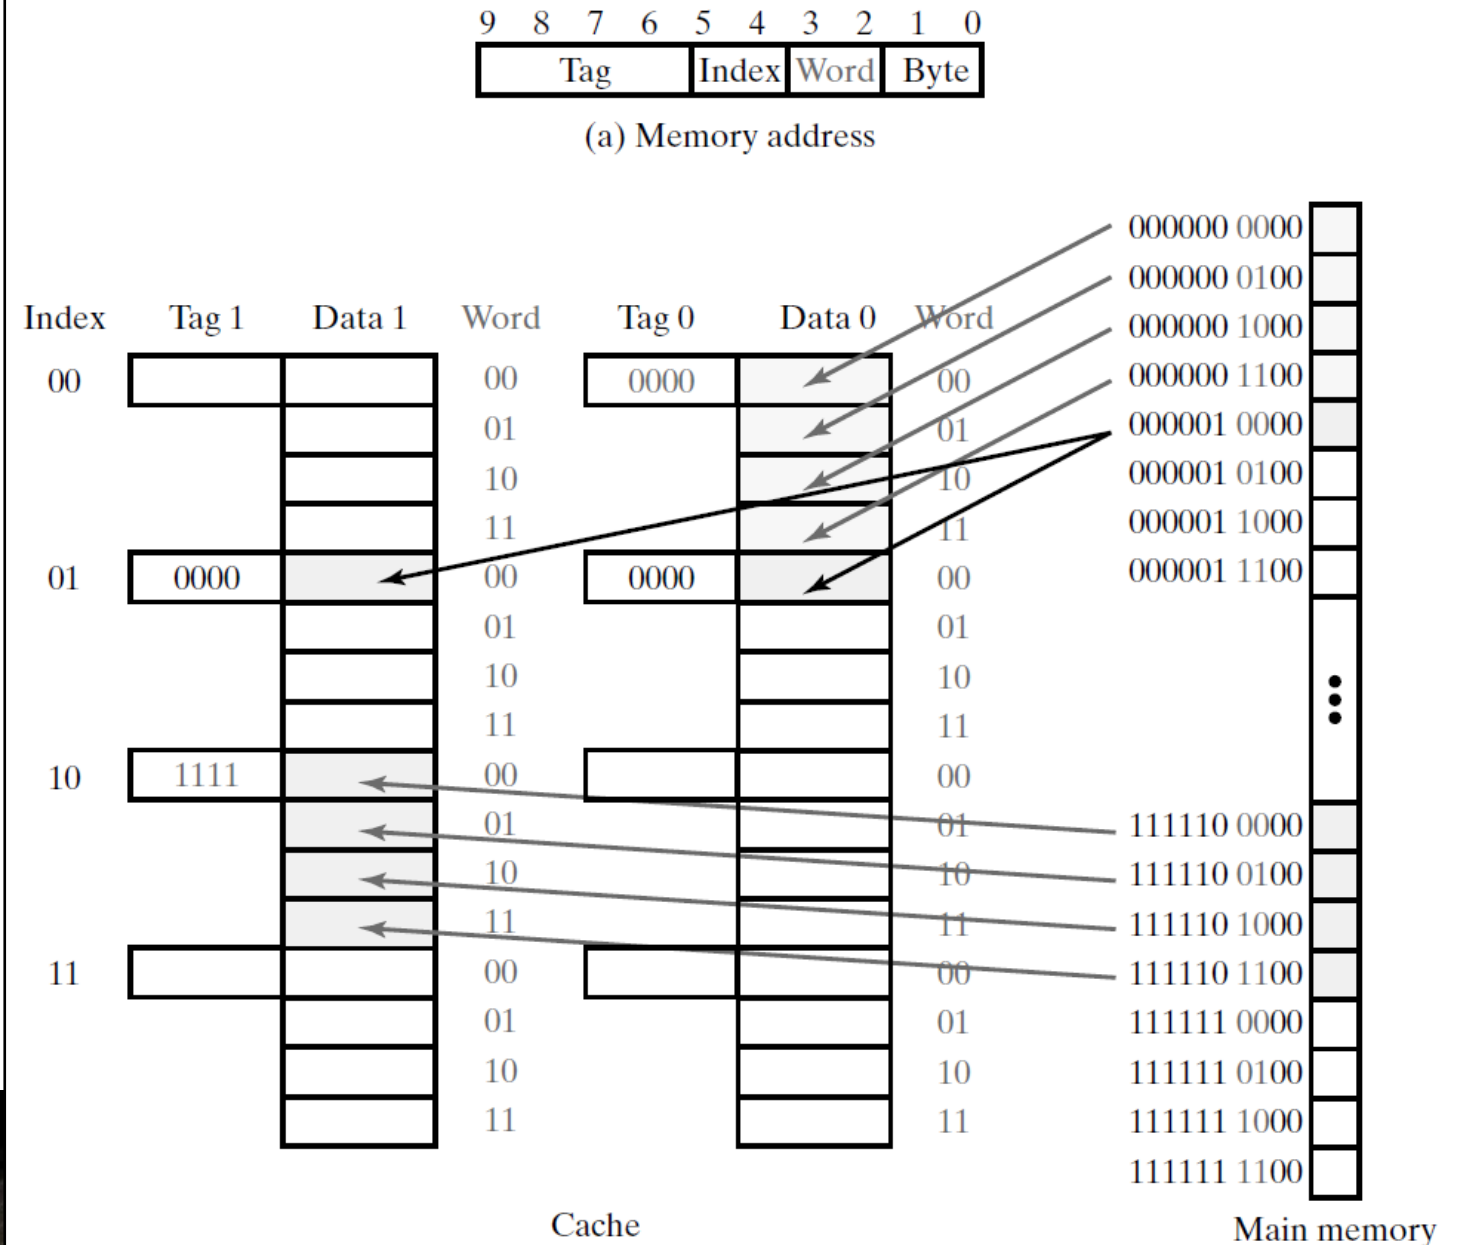 9 8 7 6 5 4 3 2 1 0
Tag Index Word Byte
(a) Memory address
000000 0000
000000 0100
Index Tag 1 Data 1 Word Tag 0 Data 0 Word
000000 1000
00 00 0000 00 000000 1100
01 01 000001 0000
10 10 000001 0100
11 11 000001 1000
01 0000 00 0000 00 000001 1100
01 01
10 10
11 11
10 1111 00 00
01 01 111110 0000
10 10 111110 0100
11 11 111110 1000
11 00 00 111110 1100
01 01 111111 0000
10 10 111111 0100
11 11 111111 1000
111111 1100
Cache Main memory